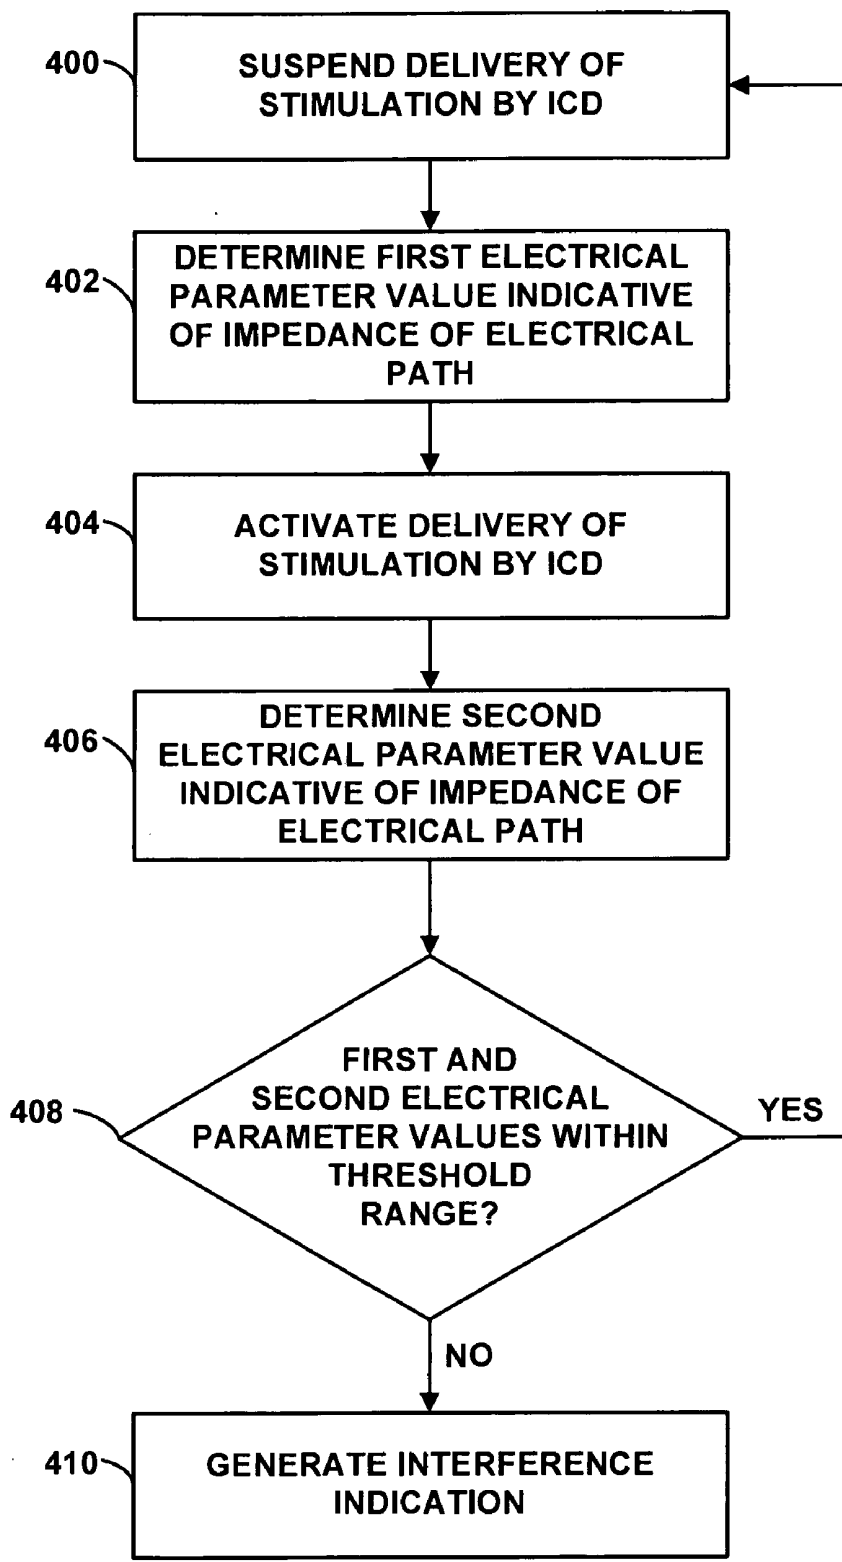 400
SUSPEND DELIVERY OF
STIMULATION BY ICD
402
DETERMINE FIRST ELECTRICAL
PARAMETER VALUE INDICATIVE
OF IMPEDANCE OF ELECTRICAL
PATH
404
ACTIVATE DELIVERY OF
STIMULATION BY ICD
406
DETERMINE SECOND
ELECTRICAL PARAMETER VALUE
INDICATIVE OF IMPEDANCE OF
ELECTRICAL PATH
408
FIRST AND
SECOND ELECTRICAL
PARAMETER VALUES WITHIN
THRESHOLD
RANGE?
YES
NO
410
GENERATE INTERFERENCE
INDICATION